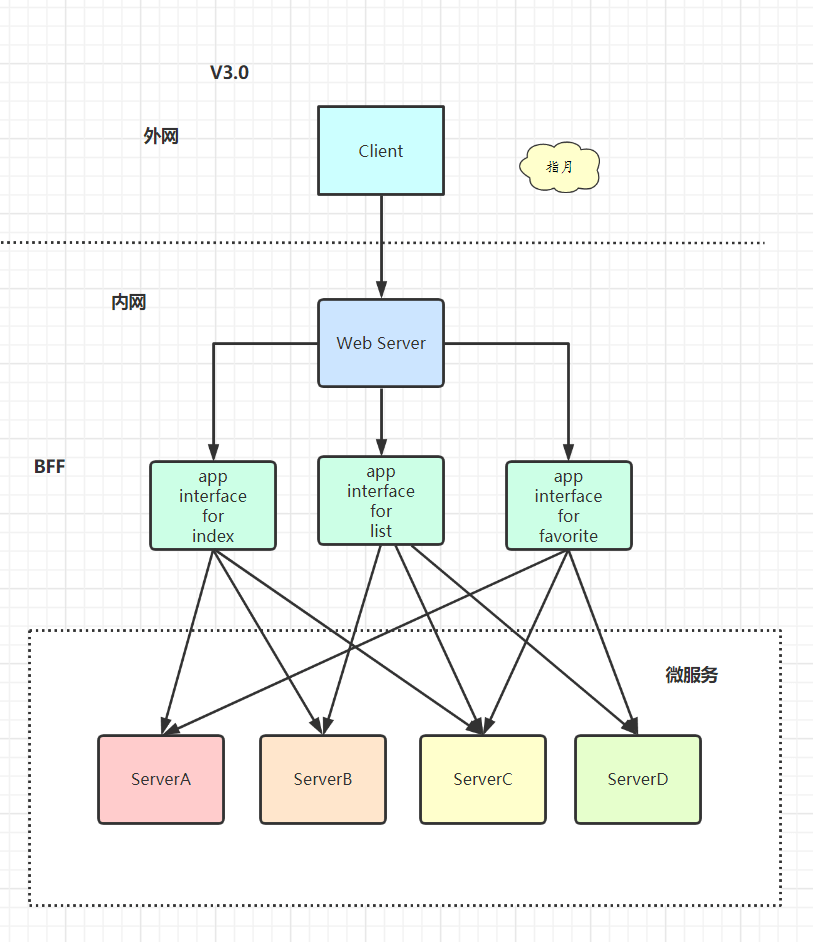 V3.0
外网
Client
指月
内网
Web Server
BFF
app
interface
for
index
app
interface
for
list
app
interface
for
favorite
微服务
ServerA
ServerB
ServerC
ServerD